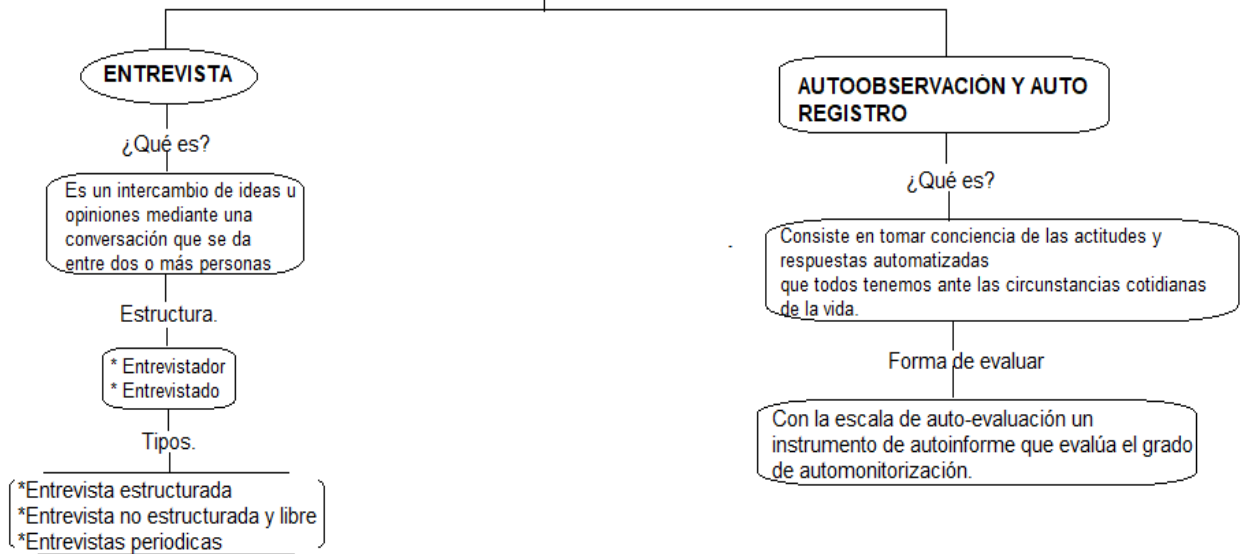 ENTREVISTA
¿Qué es?
Es un intercambio de ideas u
opiniones mediante una
conversación que se da
entre dos o más personas
Estructura.
* Entrevistador
* Entrevistado
Tipos.
*Entrevista estructurada
*Entrevista no estructurada y libre
*Entrevistas periodicas
AUTOOBSERVACIÓN Y AUTO
REGISTRO
¿Qué es?
Consiste en tomar conciencia de las actitudes y
respuestas automatizadas
que todos tenemos ante las circunstancias cotidianas
de la vida.
Forma de evaluar
Con la escala de auto-evaluación un
instrumento de autoinforme que evalúa el grado
de automonitorización.